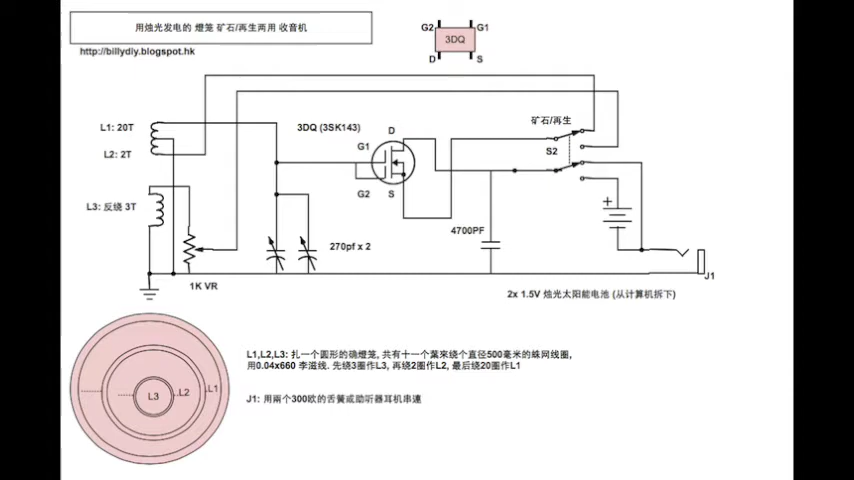 用烛光发电的 燈笼 矿石/再生两用 收音机
http://billydiy.blogspot.hk
G2
G1
3DQ
D
S
矿石/再生
S2
L1: 20T
L2: 2T
3DQ (3SK143)
D
G1
G2
S
L3: 反绕 3T
4700PF
+
270pf x 2
1K VR
J1
2x 1.5V 烛光太阳能电池 (从计算机拆下)
L1,L2,L3: 扎一个圆形的确燈笼, 共有十一个葉來绕个直径500毫米的蛛网线圈,
用0.04x660 李滋线. 先绕3圈作L3, 再绕2圈作L2, 最后绕20圈作L1
J1: 用兩个300欧的舌簧或助听器耳机串連
L3
L2
L1